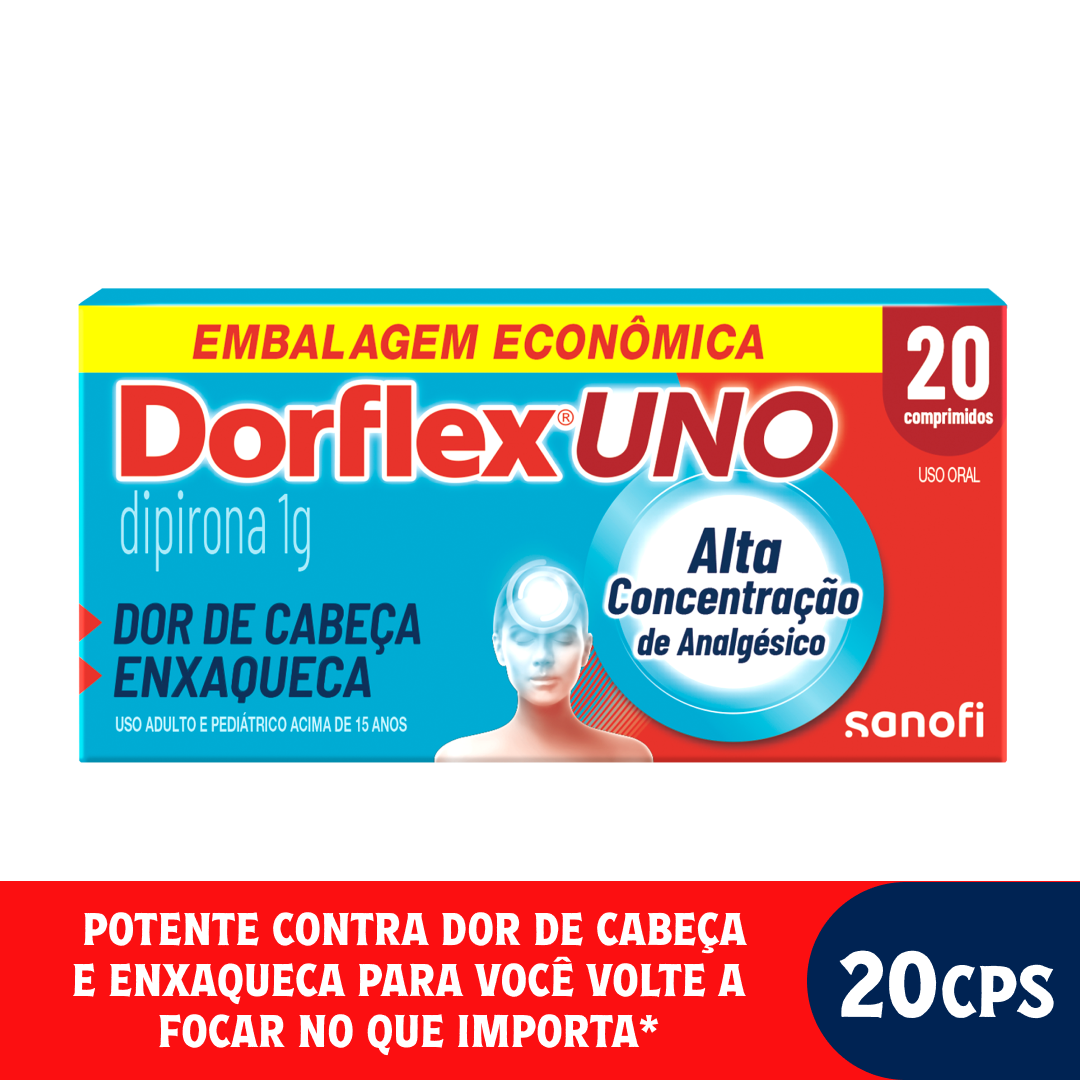 EMBALAGEM ECONÔMICA
20
comprimidos
Dorflex® UNO
USO ORAL
dipirona 1g
Alta
Concentração
de Analgésico
DOR DE CABEÇA
ENXAQUECA
USO ADULTO E PEDIÁTRICO ACIMA DE 15 ANOS
sanofi
POTENTE CONTRA DOR DE CABEÇA
E ENXAQUECA PARA VOCÊ VOLTE A
FOCAR NO QUE IMPORTA*
20CPS